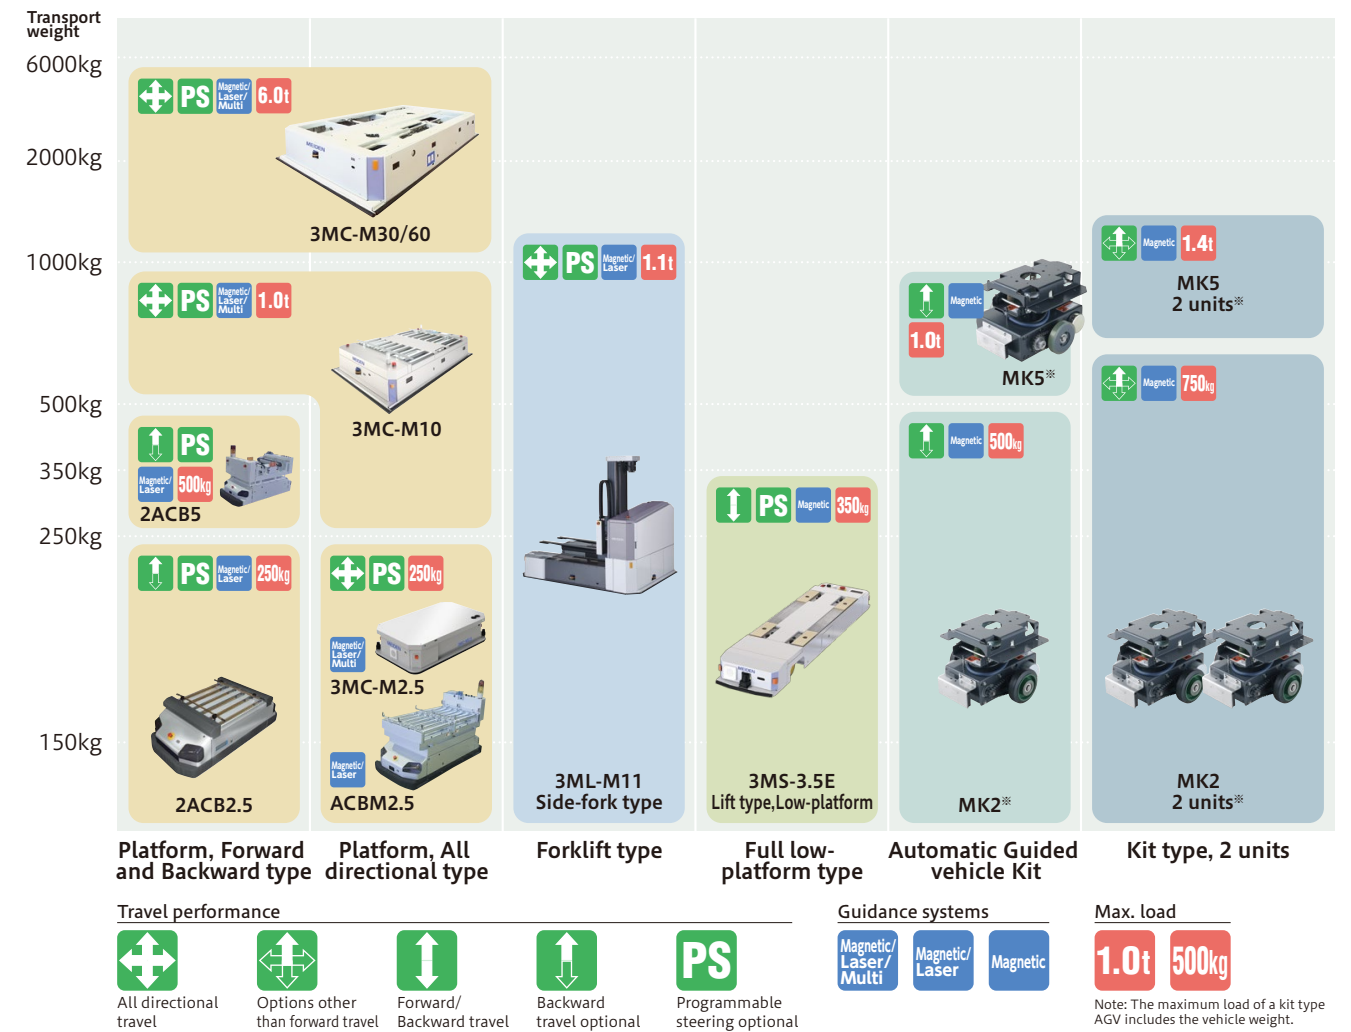 Transport
weight
6000kg
2000kg
1000kg
500kg
350kg
250kg
150kg
PS
Magnetic/
Laser/
Multi
6.0t
MEIDEN
3MC-M30/60
PS
Magnetic/
Laser/
Multi
1.0t
3MC-M10
PS
Magnetic/
Laser
500kg
2ACB5
PS
Magnetic/
Laser
250kg
2ACB2.5
PS
250kg
Magnetic/
Laser/
Multi
3MC-M2.5
Magnetic/
Laser
ACBM2.5
PS
Magnetic/
Laser
1.1t
3ML-M11
Side-fork type
PS
Magnetic
350kg
MEIDEN
3MS-3.5E
Lift type,Low-platform
Magnetic
1.0t
MK5※
Magnetic
500kg
MK2※
Magnetic
1.4t
MK5
2 units※
Magnetic
750kg
MK2
2 units※
Platform, Forward
and Backward type
Platform, All
directional type
Forklift type
Full low-
platform type
Automatic Guided
vehicle Kit
Kit type, 2 units
Travel performance
All directional
travel
Options other
than forward travel
Forward/
Backward travel
Backward
travel optional
PS
Programmable
steering optional
Guidance systems
Magnetic/
Laser/
Multi
Magnetic/
Laser
Magnetic
Max. load
1.0t
500kg
Note: The maximum load of a kit type
AGV includes the vehicle weight.